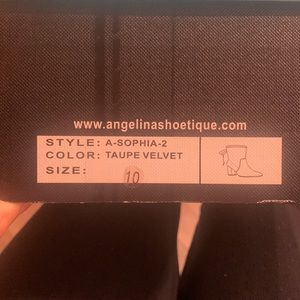 www.angelinashoetique.com
STYLE: A-SOPHIA-2
COLOR: TAUPE VELVET
SIZE: 10